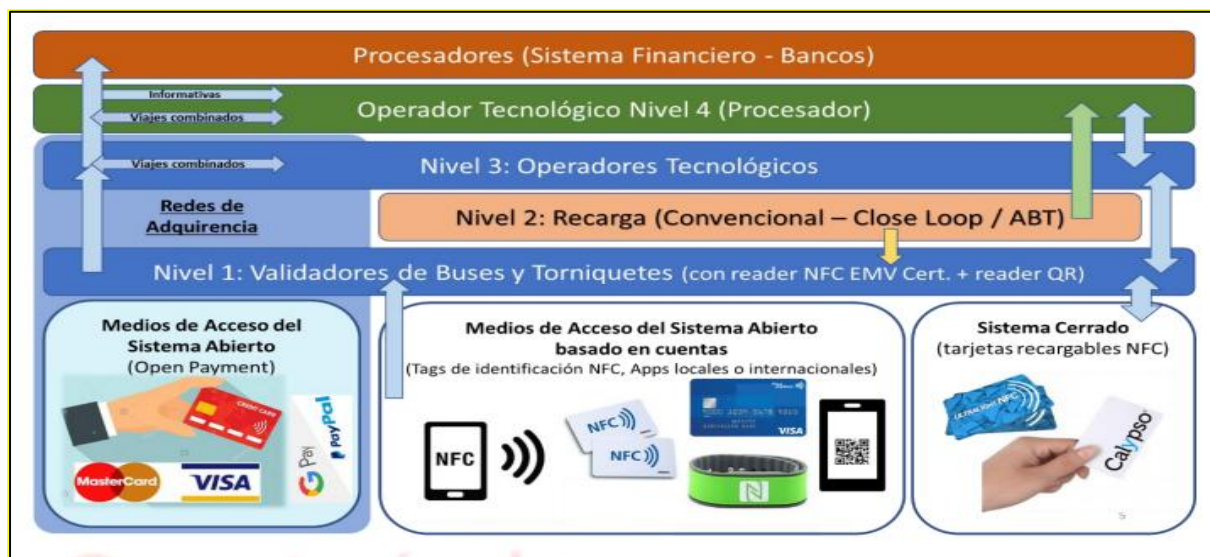 Procesadores (Sistema Financiero - Bancos)
Informativas
Viajes combinados
Operador Tecnológico Nivel 4 (Procesador)
Viajes combinados
Nivel 3: Operadores Tecnológicos
Redes de
Adquirencia
Nivel 2: Recarga (Convencional – Close Loop / ABT)
Nivel 1: Validadores de Buses y Torniquetes (con reader NFC EMV Cert. + reader QR)
Medios de Acceso del
Sistema Abierto
(Open Payment)
CREDIT CARD
MasterCard
VISA
G Pay
PayPal
Medios de Acceso del Sistema Abierto
basado en cuentas
(Tags de identificación NFC, Apps locales o internacionales)
NFC
NFC
NFC
VISA
Sistema Cerrado
(tarjetas recargables NFC)
ULTRALIGHT NFC
Calypso